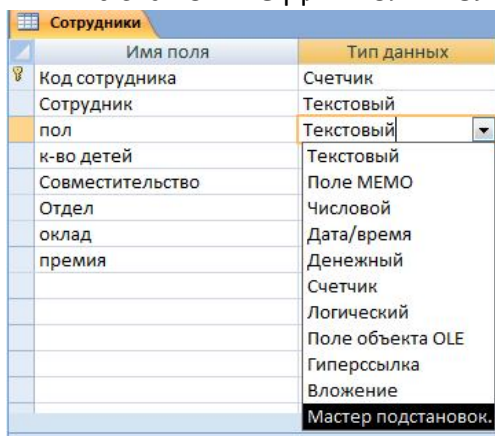 Сотрудники
Имя поля Тип данных
Код сотрудника Счетчик
Сотрудник Текстовый
пол Текстовый
к-во детей Текстовый
Совместительство Поле МЕМО
Отдел Числовой
оклад Дата/время
премия Денежный
Счетчик
Логический
Поле объекта OLE
Гиперссылка
Вложение
Мастер подстановок.